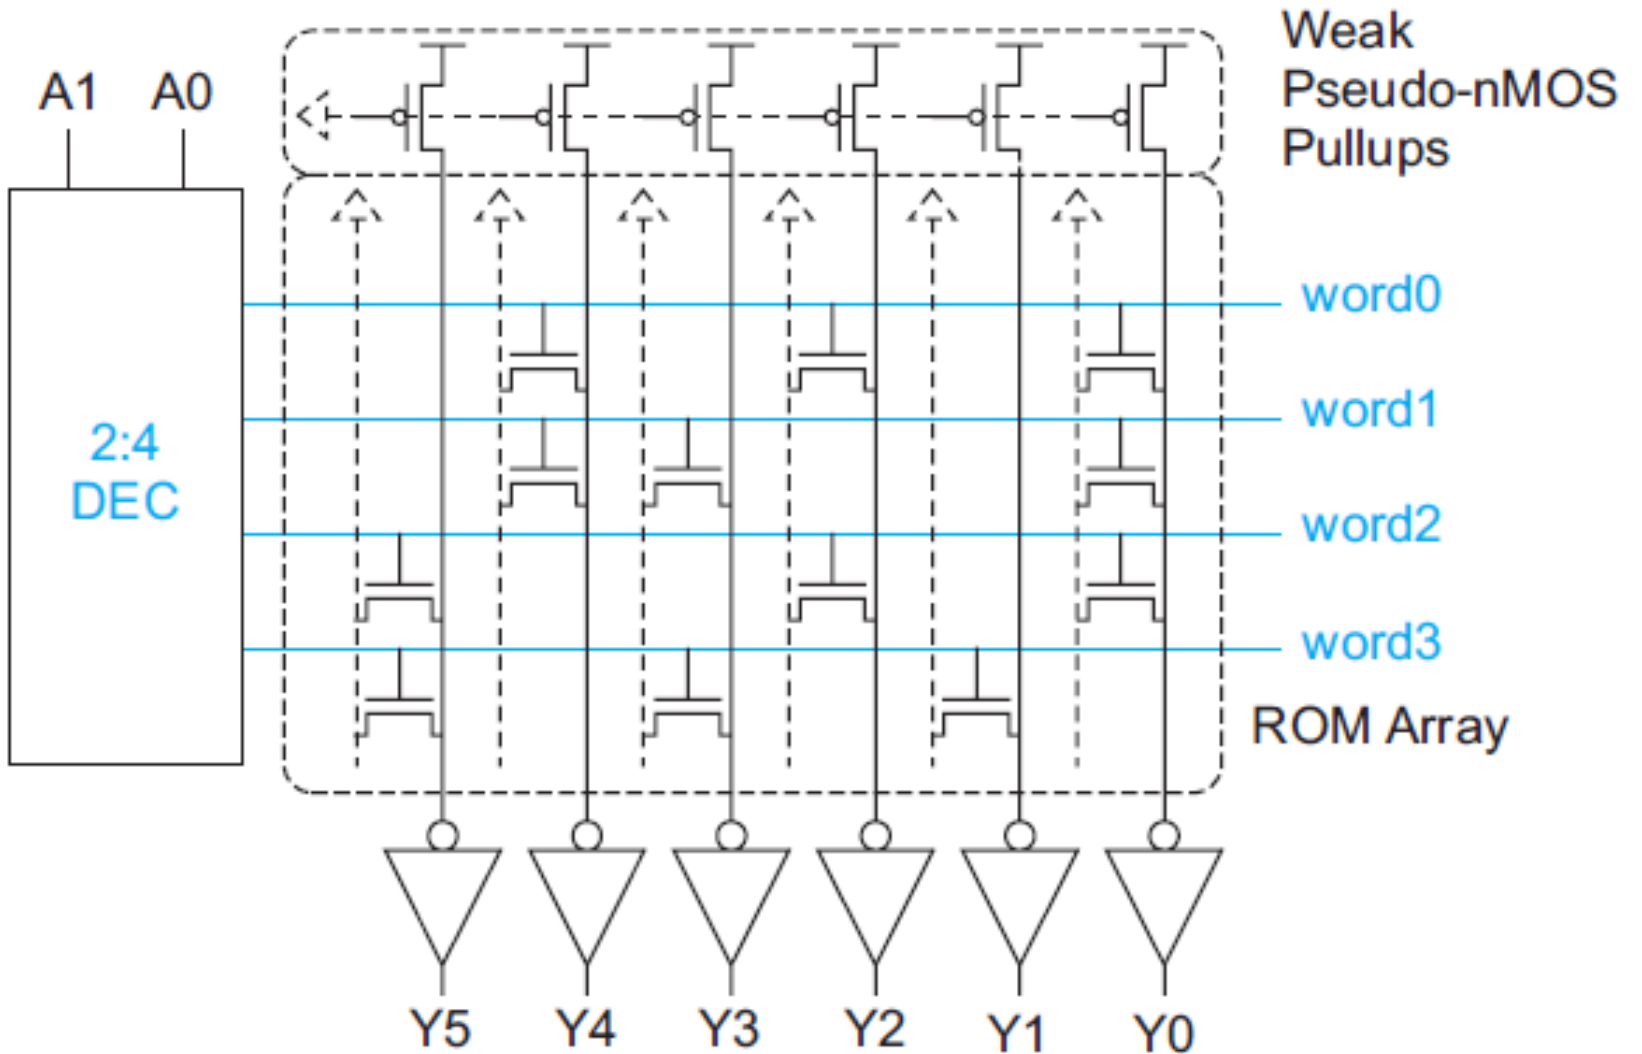 Weak
Pseudo-nMOS
Pullups
A1 A0
word0
word1
2:4
DEC
word2
word3
ROM Array
Y5 Y4 Y3 Y2 Y1 Y0